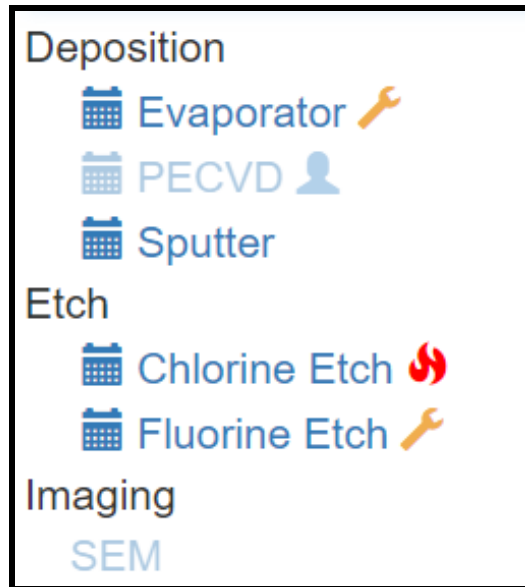 Deposition
Evaporator
PECVD
Sputter
Etch
Chlorine Etch
Fluorine Etch
Imaging
SEM